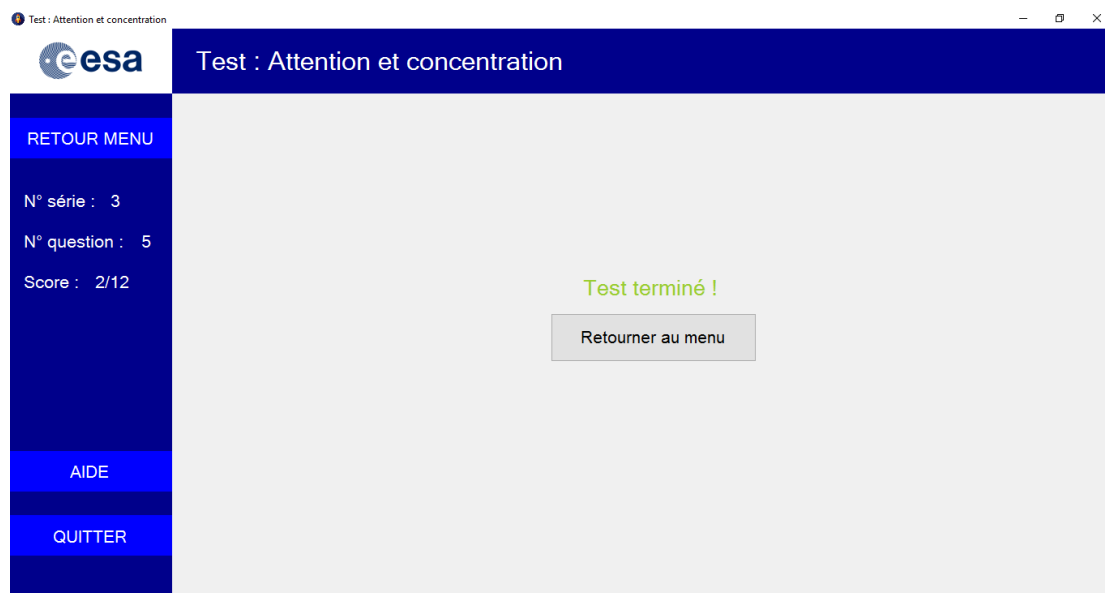 Test : Attention et concentration
esa
Test : Attention et concentration
RETOUR MENU
N° série : 3
N° question : 5
Score : 2/12
Test terminé !
Retourner au menu
AIDE
QUITTER